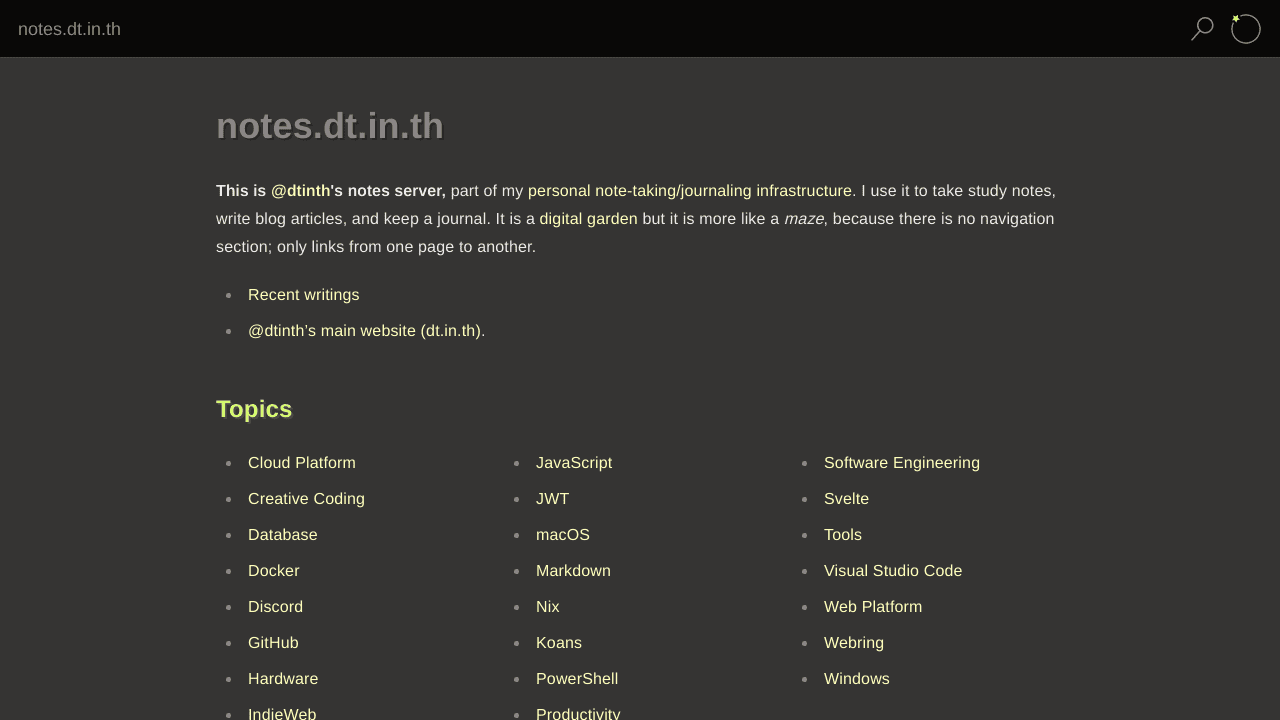 notes.dt.in.th
notes.dt.in.th
This is @dtinth's notes server, part of my personal note-taking/journaling infrastructure. I use it to take study notes,
write blog articles, and keep a journal. It is a digital garden but it is more like a maze, because there is no navigation
section; only links from one page to another.
Recent writings
@dtinth’s main website (dt.in.th).
Topics
Cloud Platform
Creative Coding
Database
Docker
Discord
GitHub
Hardware
IndieWeb
JavaScript
JWT
macOS
Markdown
Nix
Koans
PowerShell
Productivity
Software Engineering
Svelte
Tools
Visual Studio Code
Web Platform
Webring
Windows